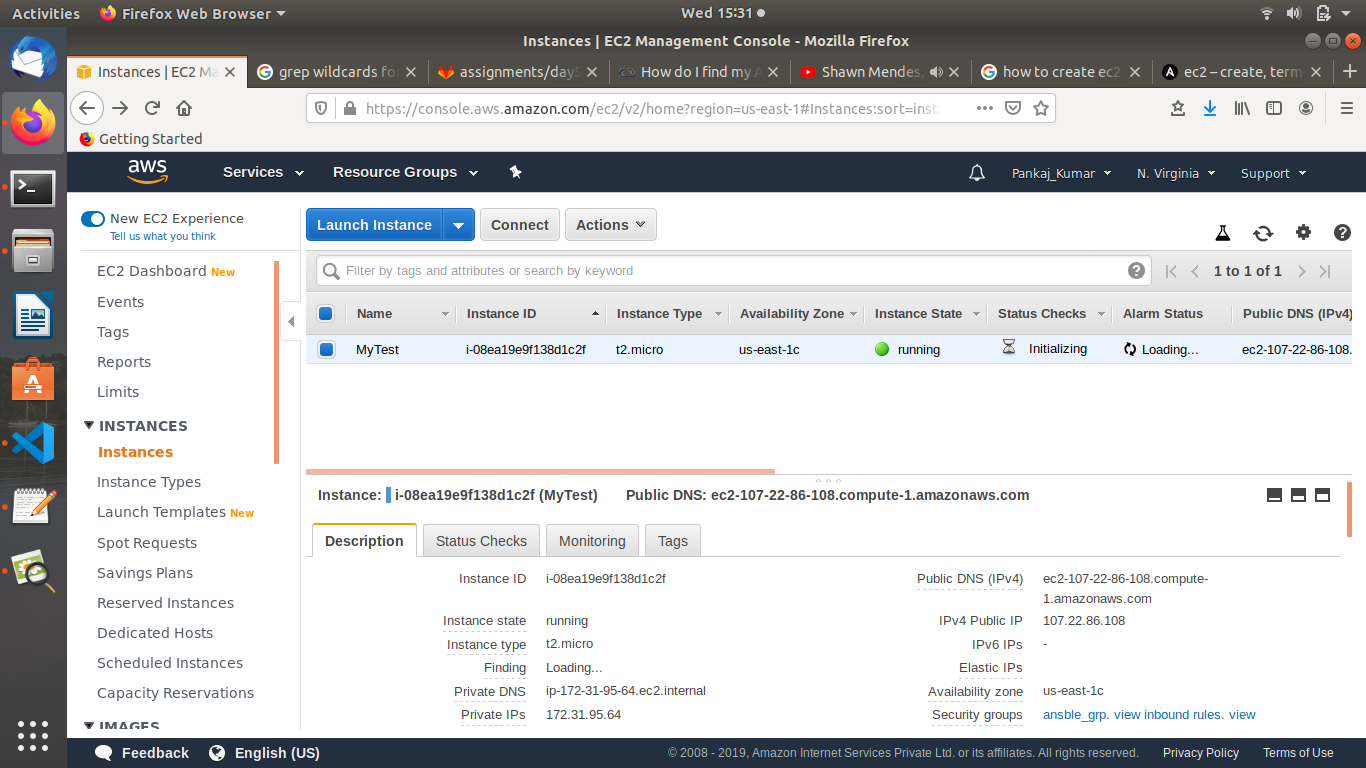 Activities Firefox Web Browser Wed 15:31
Instances | EC2 Management Console - Mozilla Firefox
Instances | EC2 Ma grep wildcards fo assignments/day5 How do I find my A Shawn Mendes, how to create ec2 ec2 – create, term
https://console.aws.amazon.com/ec2/v2/home?region=us-east-1#Instances:sort=inst
Getting Started
aws Services Resource Groups Pankaj_Kumar N. Virginia Support
New EC2 Experience
Tell us what you think
Launch Instance Connect Actions
EC2 Dashboard New
Events
Tags
Reports
Limits
INSTANCES
Instances
Instance Types
Launch Templates New
Spot Requests
Savings Plans
Reserved Instances
Dedicated Hosts
Scheduled Instances
Capacity Reservations
IMAGES
Filter by tags and attributes or search by keyword 1 to 1 of 1
Name Instance ID Instance Type Availability Zone Instance State Status Checks Alarm Status Public DNS (IPv4)
MyTest i-08ea19e9f138d1c2f t2.micro us-east-1c running Initializing Loading... ec2-107-22-86-108.
Instance: i-08ea19e9f138d1c2f (MyTest) Public DNS: ec2-107-22-86-108.compute-1.amazonaws.com
Description Status Checks Monitoring Tags
Instance ID i-08ea19e9f138d1c2f
Instance state running
Instance type t2.micro
Finding Loading...
Private DNS ip-172-31-95-64.ec2.internal
Private IPs 172.31.95.64
Public DNS (IPv4) ec2-107-22-86-108.compute-
1.amazonaws.com
IPv4 Public IP 107.22.86.108
IPv6 IPs -
Elastic IPs
Availability zone us-east-1c
Security groups ansble_grp. view inbound rules. view
Feedback English (US) © 2008 - 2019, Amazon Internet Services Private Ltd. or its affiliates. All rights reserved. Privacy Policy Terms of Use